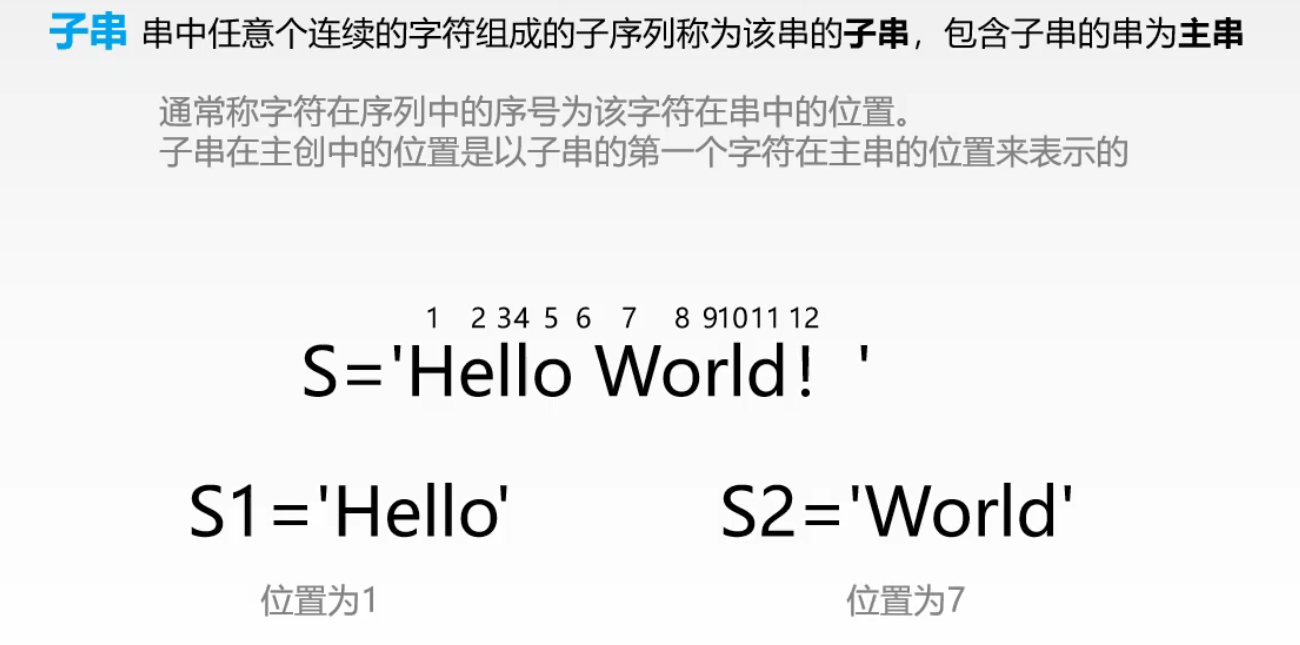 子串 串中任意个连续的字符组成的子序列称为该串的子串，包含子串的串为主串
通常称字符在序列中的序号为该字符在串中的位置。
子串在主创中的位置是以子串的第一个字符在主串的位置来表示的
1 2 34 5 6 7 8 91011 12
S='Hello World！ '
S1='Hello' S2='World'
位置为1 位置为7